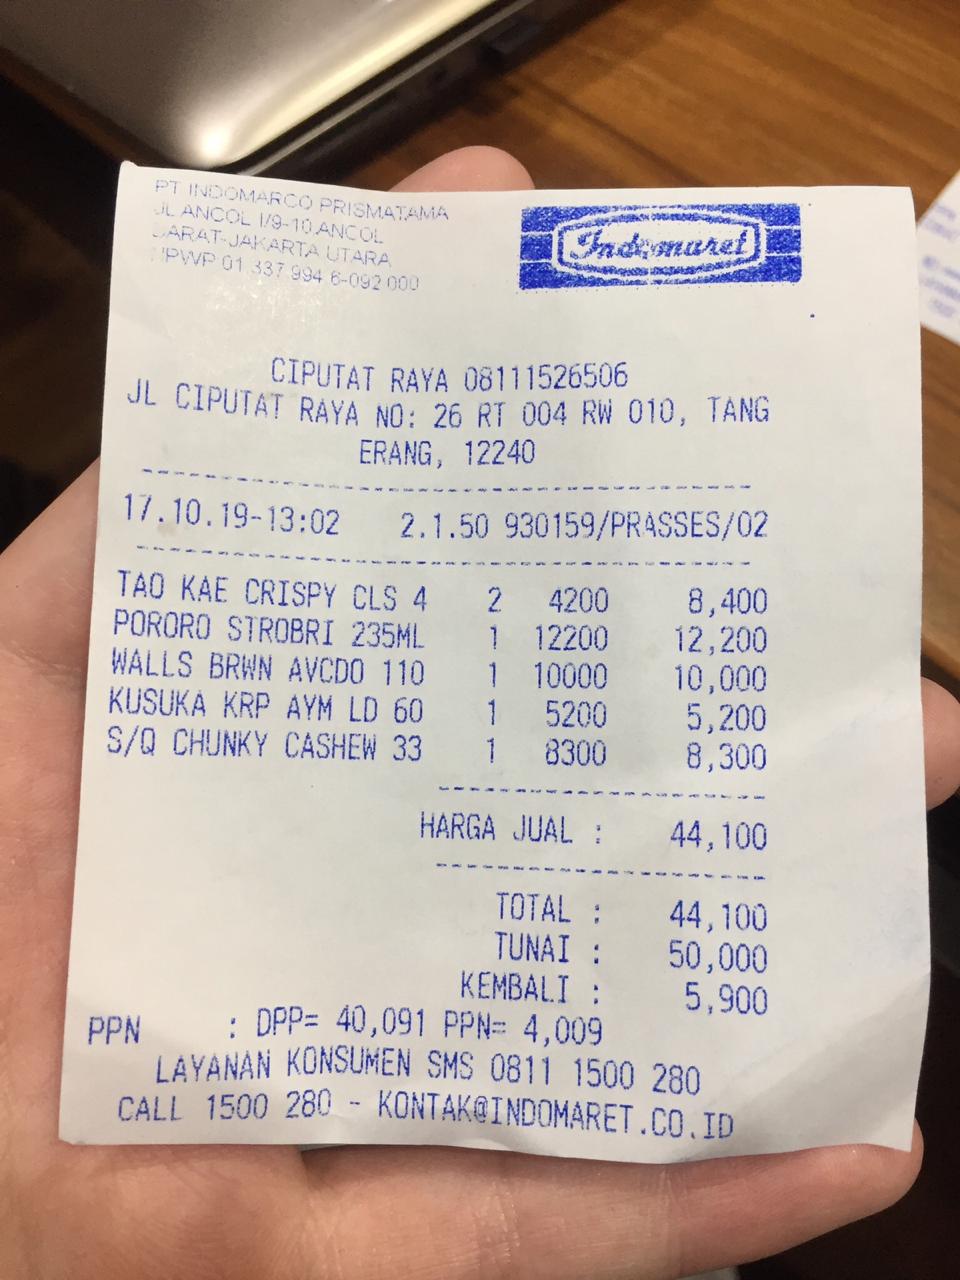 PT INDOMARCO PRISMATAMA
JL ANCOL I/9-10, ANCOL
BARAT-JAKARTA UTARA
NPWP 01 337 994 6-092 000
Indomaret
CIPUTAT RAYA 08111526506
JL CIPUTAT RAYA NO: 26 RT 004 RW 010, TANG
ERANG, 12240
17.10.19-13:02 2.1.50 930159/PRASSES/02
TAO KAE CRISPY CLS 4 2 4200 8,400
PORORO STROBRI 235ML 1 12200 12,200
WALLS BRWN AVCDO 110 1 10000 10,000
KUSUKA KRP AYM LD 60 1 5200 5,200
S/Q CHUNKY CASHEW 33 1 8300 8,300
HARGA JUAL : 44,100
TOTAL : 44,100
TUNAI : 50,000
KEMBALI : 5,900
PPN : DPP= 40,091 PPN= 4,009
LAYANAN KONSUMEN SMS 0811 1500 280
CALL 1500 280 - KONTAK@INDOMARET.CO.ID